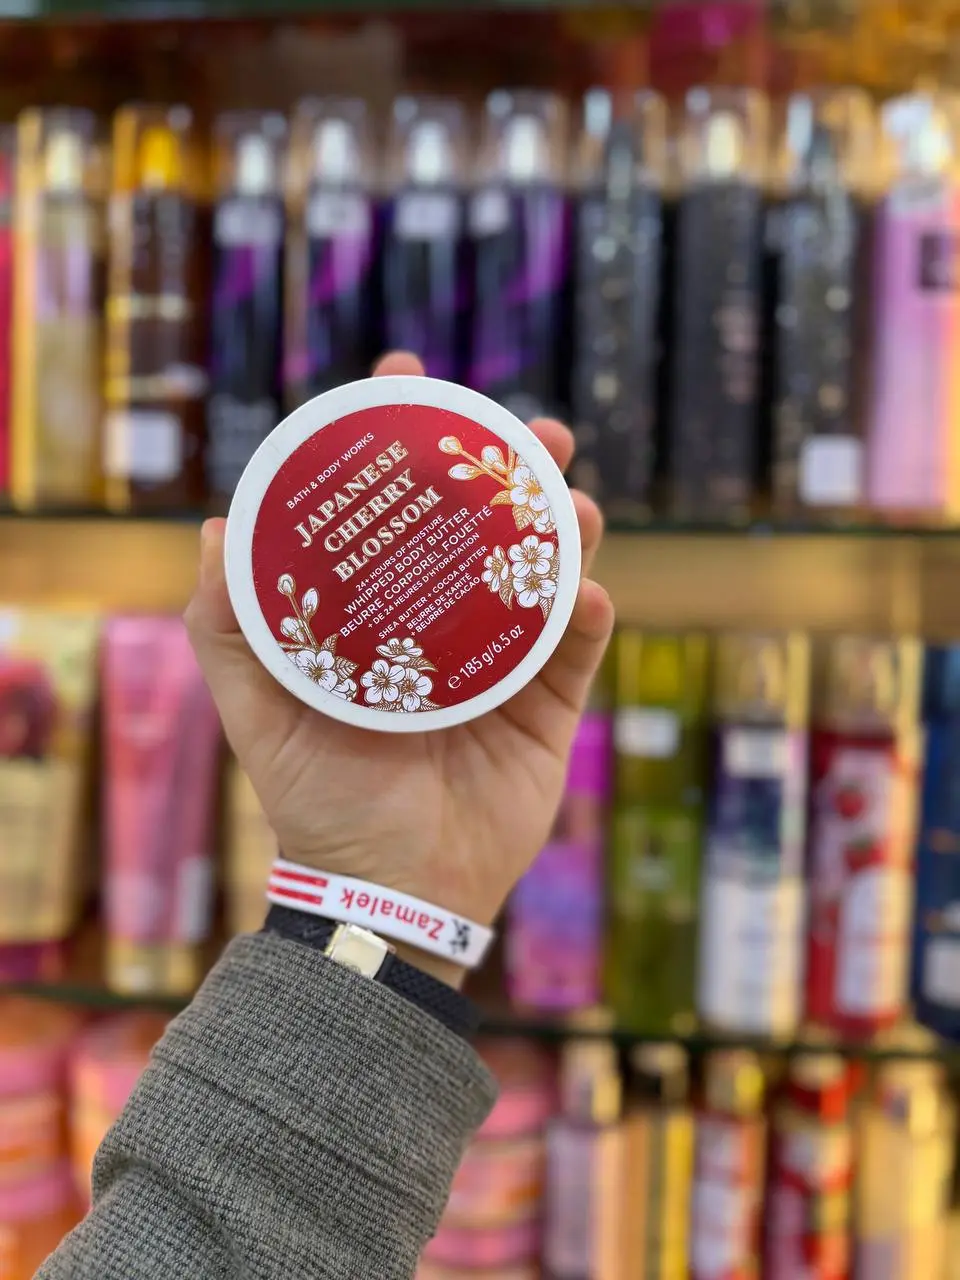 BATH & BODY WORKS
JAPANESE
CHERRY
BLOSSOM
24+ HOURS OF MOISTURE
WHIPPED BODY BUTTER
BEURRE CORPOREL FOUETTÉ
+ DE 24 HEURES D'HYDRATATION
SHEA BUTTER + COCOA BUTTER
BEURRE DE KARITÉ
+ BEURRE DE CACAO
℮ 185 g/6.5 oz
Zamalek